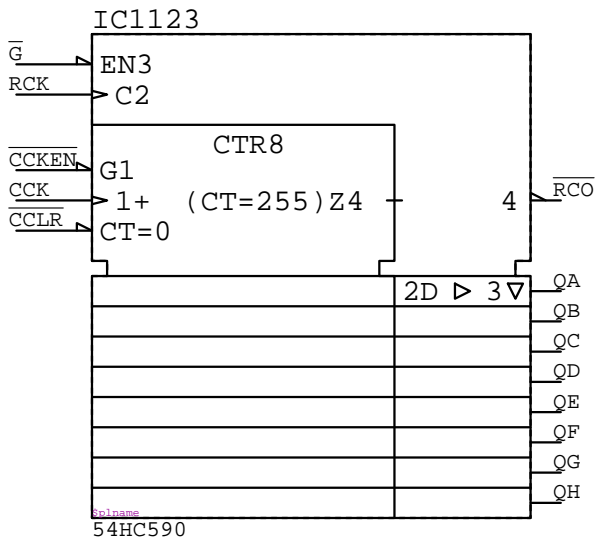 IC1123
G
EN3
RCK
C2
CTR8
CCKEN
G1
CCK
1+ (CT=255)Z4
4
RCO
CCLR
CT=0
2D ▷ 3 ▽
QA
QB
QC
QD
QE
QF
QG
QH
$plname
54HC590